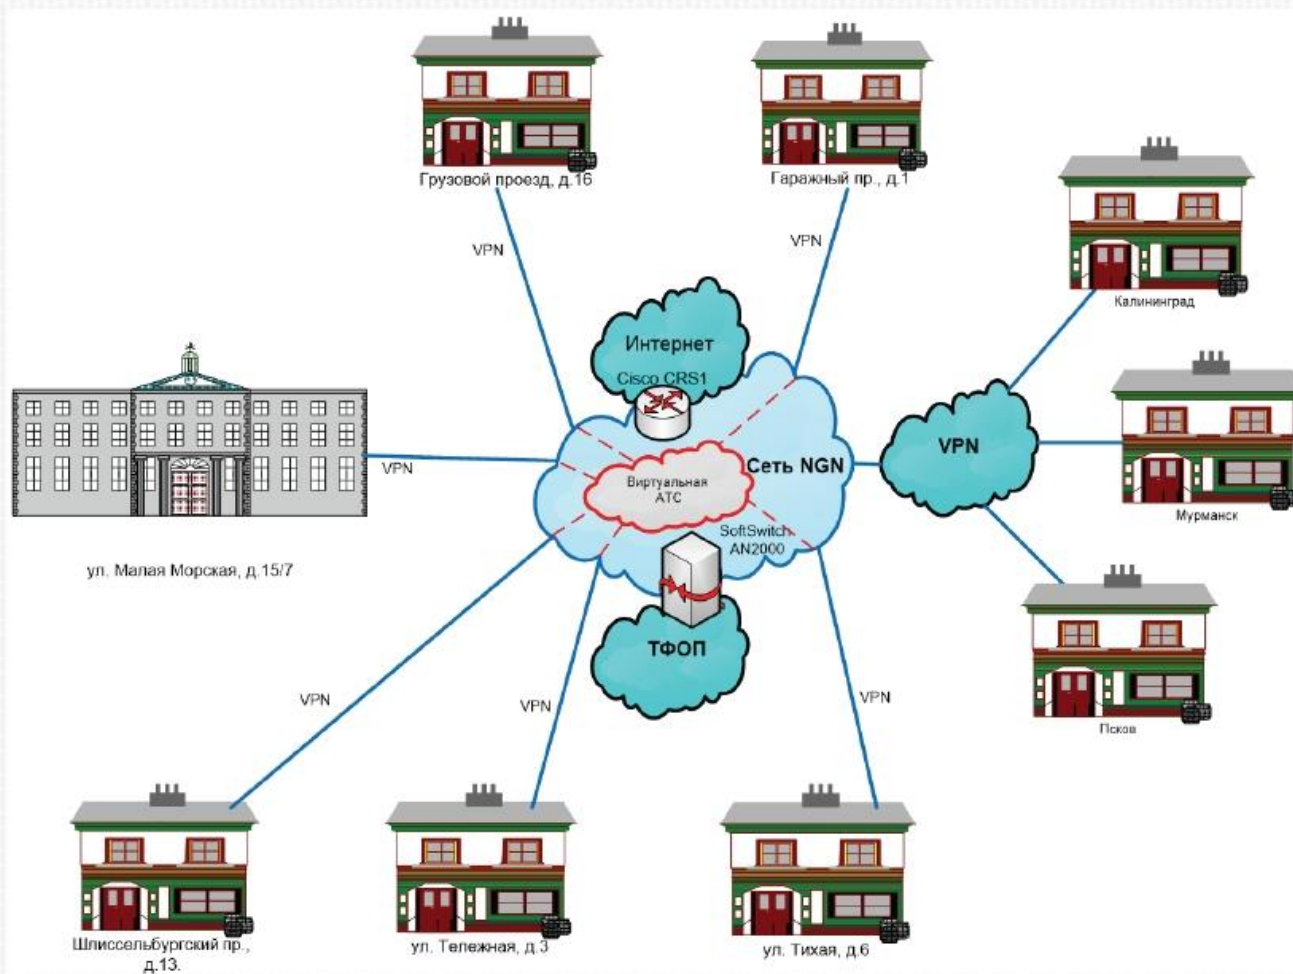 Грузовой проезд, д.16
Гаражный пр., д.1
VPN
VPN
Калининград
Интернет
Cisco CRS1
VPN
Сеть NGN
VPN
Виртуальная
АТС
Мурманск
SoftSwitch
AN2000
ул. Малая Морская, д.15/7
ТФОП
VPN
VPN
VPN
Псков
Шлиссельбургский пр.,
д.13.
ул. Тележная, д.3
ул. Тихая, д.6